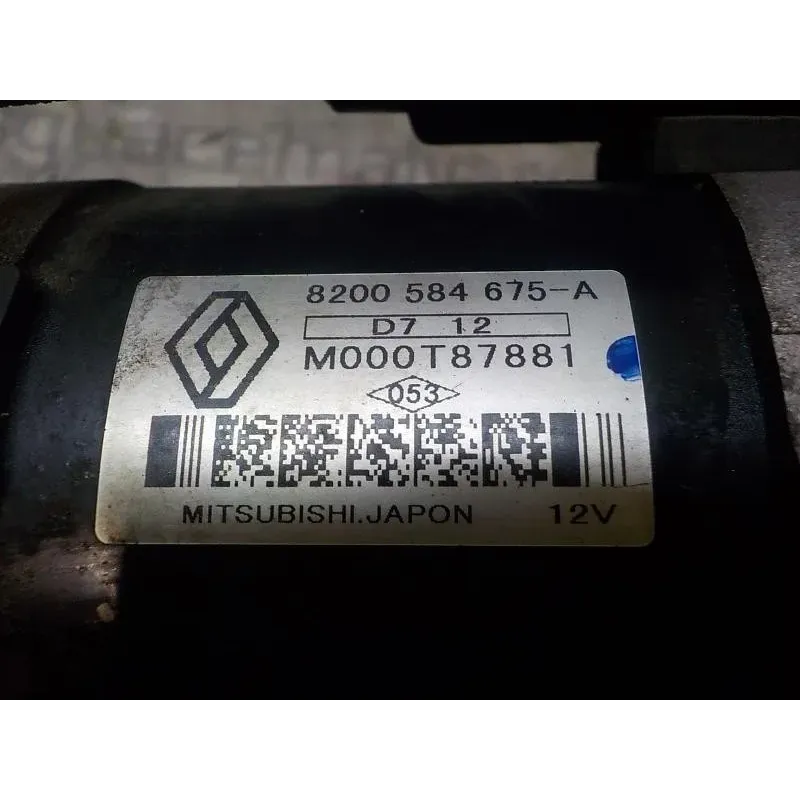 8200 584 675-A
D7 12
M000T87881
053
MITSUBISHI.JAPON 12V